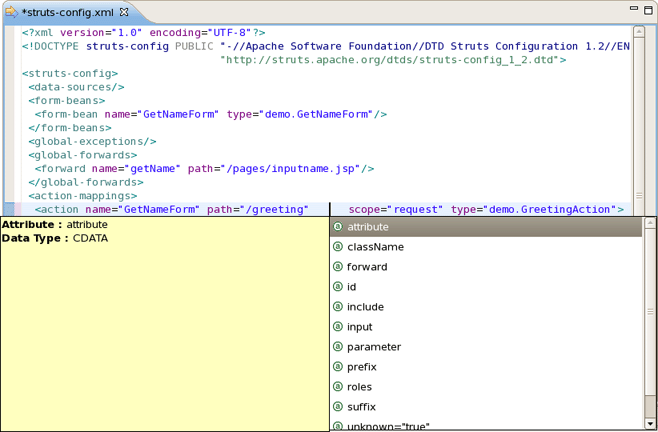 *struts-config.xml
<?xml version="1.0" encoding="UTF-8"?>
<!DOCTYPE struts-config PUBLIC "-//Apache Software Foundation//DTD Struts Configuration 1.2//EN
"http://struts.apache.org/dtds/struts-config_1_2.dtd">
<struts-config>
<data-sources/>
<form-beans>
<form-bean name="GetNameForm" type="demo.GetNameForm"/>
</form-beans>
<global-exceptions/>
<global-forwards>
<forward name="getName" path="/pages/inputname.jsp"/>
</global-forwards>
<action-mappings>
<action name="GetNameForm" path="/greeting" scope="request" type="demo.GreetingAction">
Attribute : attribute
Data Type : CDATA
attribute
className
forward
id
include
input
parameter
prefix
roles
suffix
unknown="true"